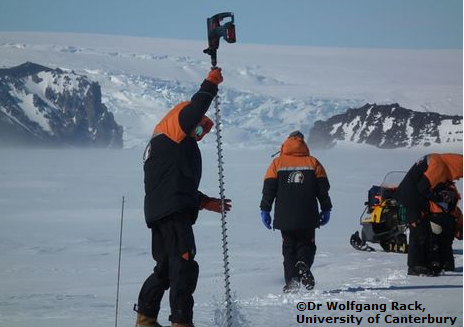 ©Dr Wolfgang Rack,
University of Canterbury